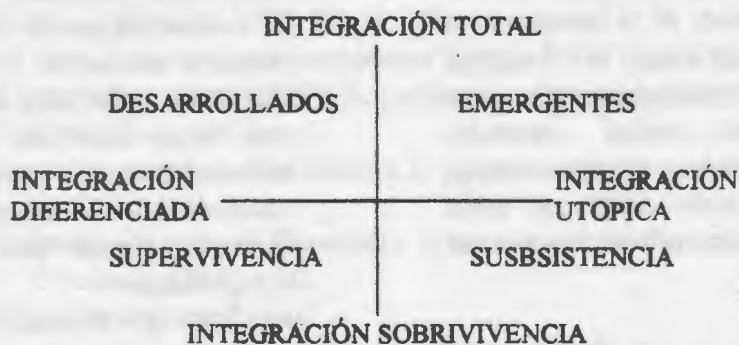 INTEGRACIÓN TOTAL
DESARROLLADOS EMERGENTES
INTEGRACIÓN DIFERENCIADA
INTEGRACIÓN UTOPICA
SUPERVIVENCIA SUSBSISTENCIA
INTEGRACIÓN SOBRIVIVENCIA